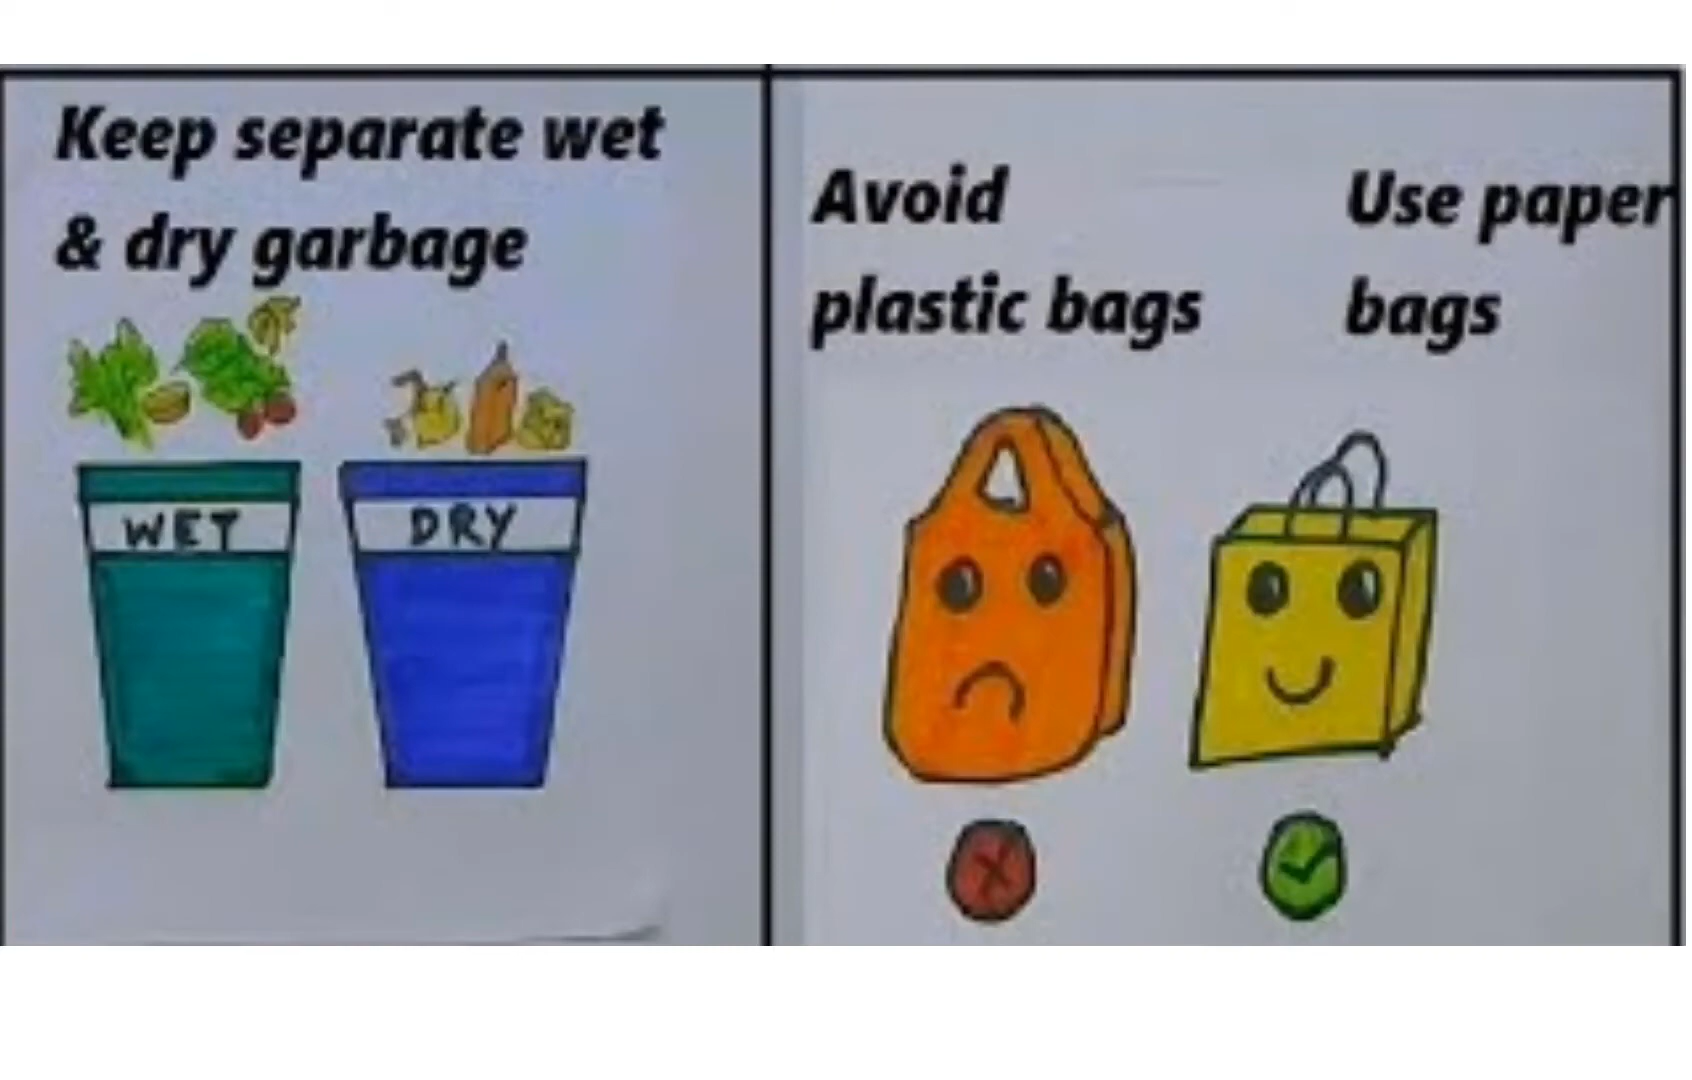 Keep separate wet
& dry garbage
WET
DRY
Avoid
plastic bags
Use paper
bags
X